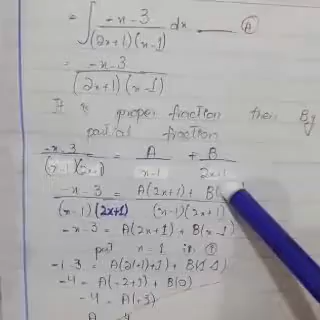 = ∫ -x-3 / (2x+1)(x-1) dx —— Ⓐ
= -x-3 / (2x+1)(x-1)
It is proper fraction then By
partial fraction
-x-3 / (x-1)(2x+1) = A / x-1 + B / 2x+1
-x-3 / (x-1)(2x+1) = A(2x+1) + B( / (x-1)(2x+1)
-x-3 = A(2x+1) + B(x-1)
put x = 1 in
-1-3 = A(2(1)+1) + B(1-1)
-4 = A(2+1) + B(0)
-4 = A(3)
A